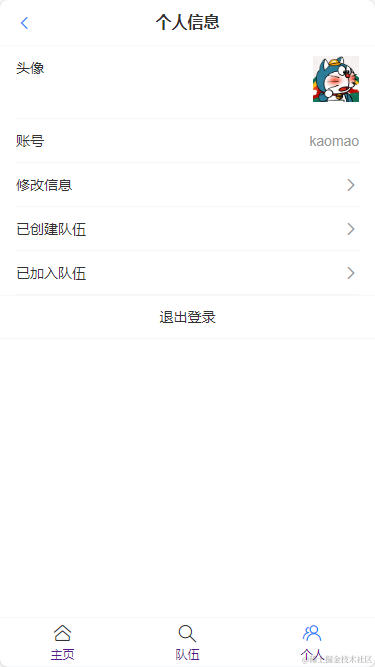 个人信息
头像
账号 kaomao
修改信息
已创建队伍
已加入队伍
退出登录
主页 队伍 个人
@稀土掘金技术社区